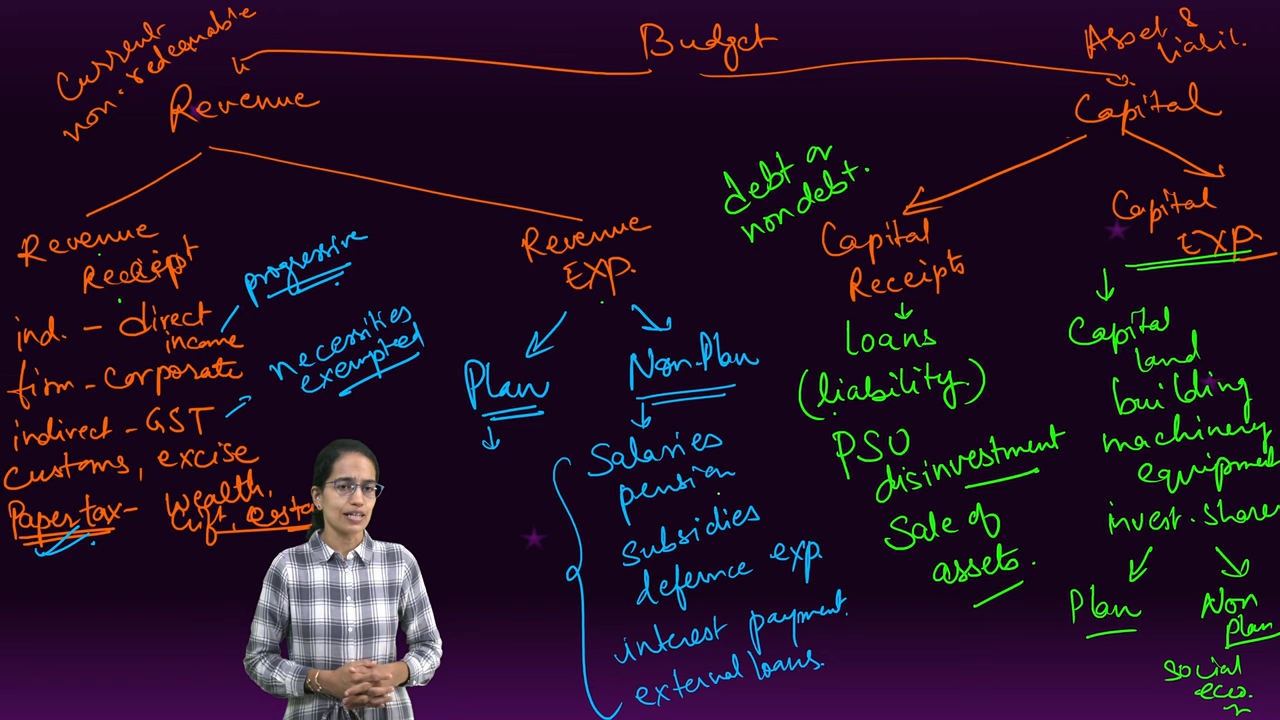 Budget
Current
non-redeemable
Revenue
Asset &
liabil.
Capital
Revenue
Receipt
ind. - direct
income
progressive
firm - corporate
indirect - GST
necessities
exempted
Customs, excise
Paper tax - Wealth,
Gift, estat
Revenue
EXP.
Plan
Non-Plan
Salaries
pension
Subsidies
defernce exp.
interest payment.
external loans.
debt or
nondebt.
Capital
Receipts
loans
(liability)
PSU
disinvestment
Sale of
assets.
Capital
EXP.
Capital
land
building
machinery
equipment
invest. shares
Plan
Non
Plan
Social
eco.